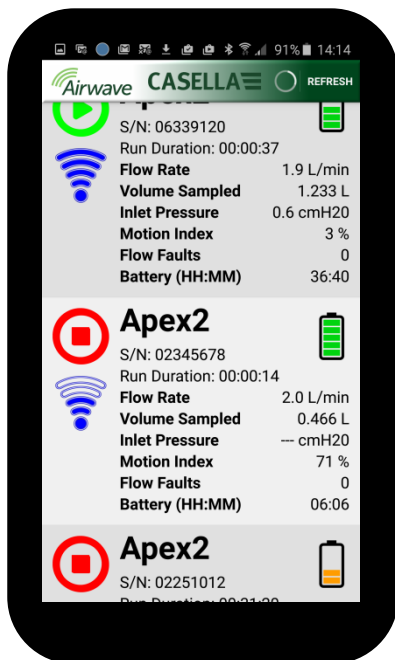 91% 14:14
Airwave CASELLA REFRESH
Apex2
S/N: 06339120
Run Duration: 00:00:37
Flow Rate 1.9 L/min
Volume Sampled 1.233 L
Inlet Pressure 0.6 cmH20
Motion Index 3 %
Flow Faults 0
Battery (HH:MM) 36:40
Apex2
S/N: 02345678
Run Duration: 00:00:14
Flow Rate 2.0 L/min
Volume Sampled 0.466 L
Inlet Pressure --- cmH20
Motion Index 71 %
Flow Faults 0
Battery (HH:MM) 06:06
Apex2
S/N: 02251012
Run Duration: